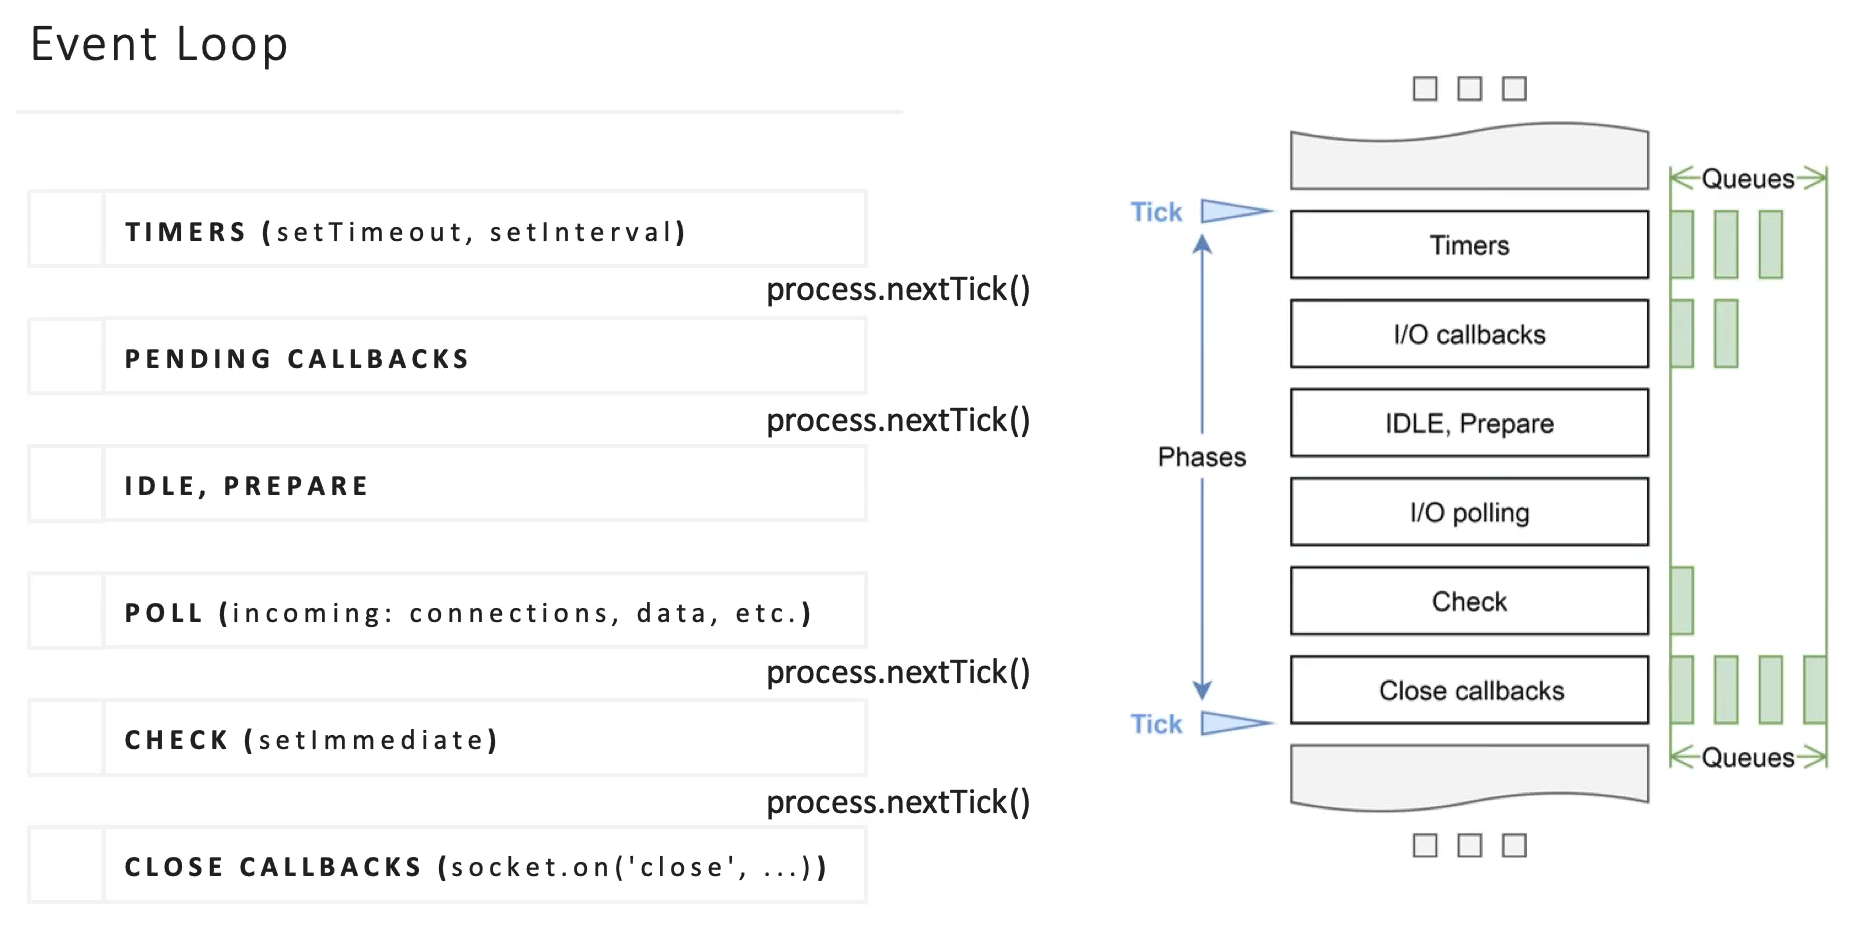 Event Loop
TIMERS (setTimeout, setInterval)
process.nextTick()
PENDING CALLBACKS
process.nextTick()
IDLE, PREPARE
POLL (incoming: connections, data, etc.)
process.nextTick()
CHECK (setImmediate)
process.nextTick()
CLOSE CALLBACKS (socket.on('close', ...))
Queues
Tick
Timers
I/O callbacks
IDLE, Prepare
Phases
I/O polling
Check
Close callbacks
Tick
Queues